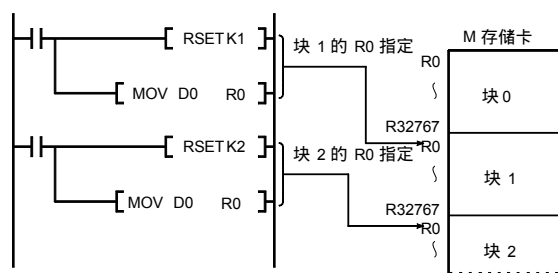 RSET K1
MOV D0 R0
块 1 的 R0 指定
RSET K2
MOV D0 R0
块 2 的 R0 指定
M 存储卡
R0
块 0
R32767
R0
块 1
R32767
R0
块 2